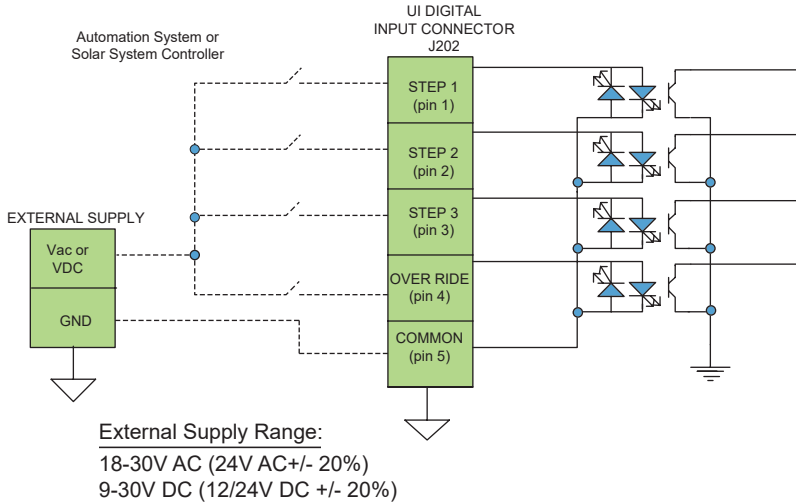 UI DIGITAL
INPUT CONNECTOR
J202
Automation System or
Solar System Controller
STEP 1
(pin 1)
STEP 2
(pin 2)
STEP 3
(pin 3)
EXTERNAL SUPPLY
Vac or
VDC
OVER RIDE
(pin 4)
GND
COMMON
(pin 5)
External Supply Range:
18-30V AC (24V AC+/- 20%)
9-30V DC (12/24V DC +/- 20%)